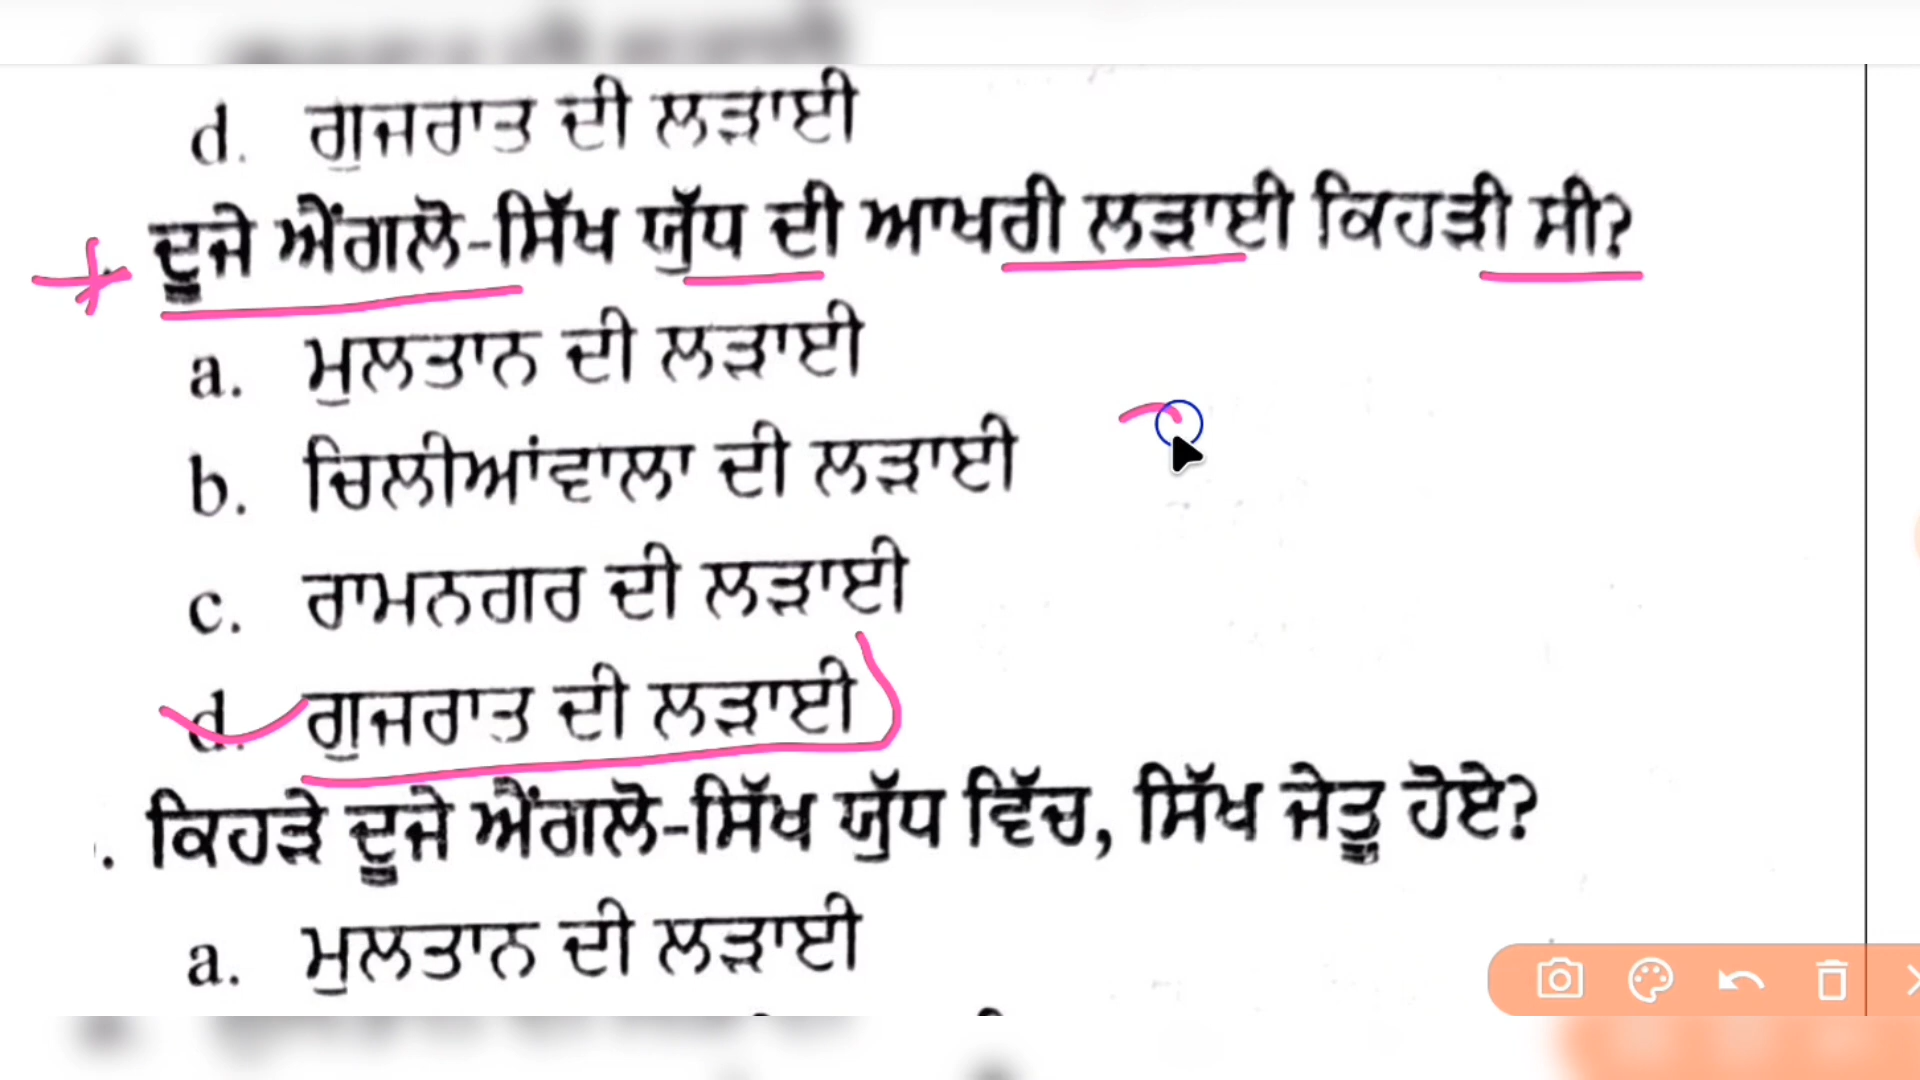 d. ਗੁਜਰਾਤ ਦੀ ਲੜਾਈ
ਦੂਜੇ ਐਂਗਲੋ-ਸਿੱਖ ਯੁੱਧ ਦੀ ਆਖਰੀ ਲੜਾਈ ਕਿਹੜੀ ਸੀ?
a. ਮੁਲਤਾਨ ਦੀ ਲੜਾਈ
b. ਚਿਲੀਆਂਵਾਲਾ ਦੀ ਲੜਾਈ
c. ਰਾਮਨਗਰ ਦੀ ਲੜਾਈ
d. ਗੁਜਰਾਤ ਦੀ ਲੜਾਈ
. ਕਿਹੜੇ ਦੂਜੇ ਐਂਗਲੋ-ਸਿੱਖ ਯੁੱਧ ਵਿੱਚ, ਸਿੱਖ ਜੇਤੂ ਹੋਏ?
a. ਮੁਲਤਾਨ ਦੀ ਲੜਾਈ